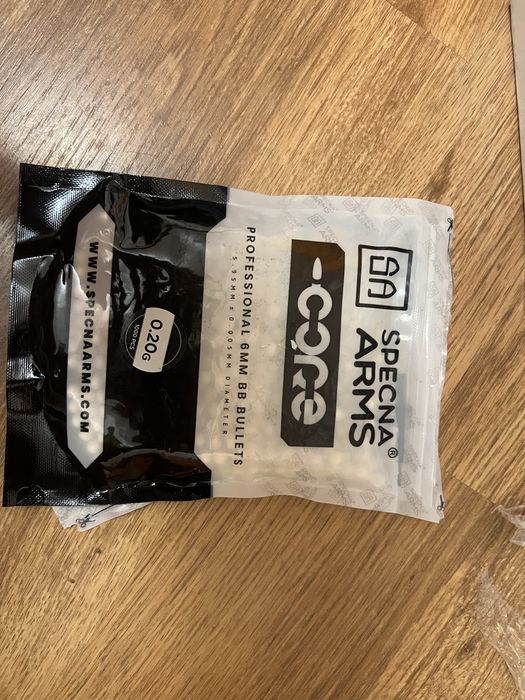 SPECNA
ARMS®
CORE
PROFESSIONAL 6MM BB BULLETS
5.95MM ± 0.005MM DIAMETER
0.20G
1000 PCS
WWW.SPECNAARMS.COM